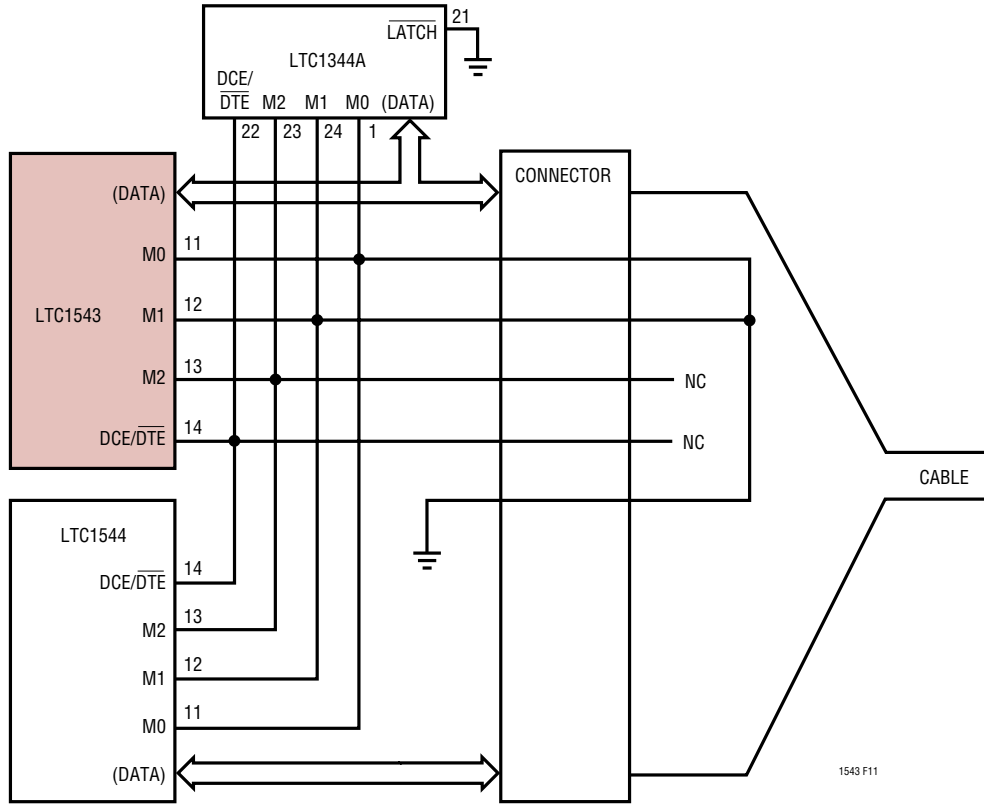 21
LATCH
LTC1344A
DCE/
DTE M2 M1 M0 (DATA)
22 23 24 1
CONNECTOR
(DATA)
11
M0
12
LTC1543 M1
13
M2 NC
14
DCE/DTE NC
CABLE
LTC1544
14
DCE/DTE
13
M2
12
M1
11
M0
(DATA)
1543 F11